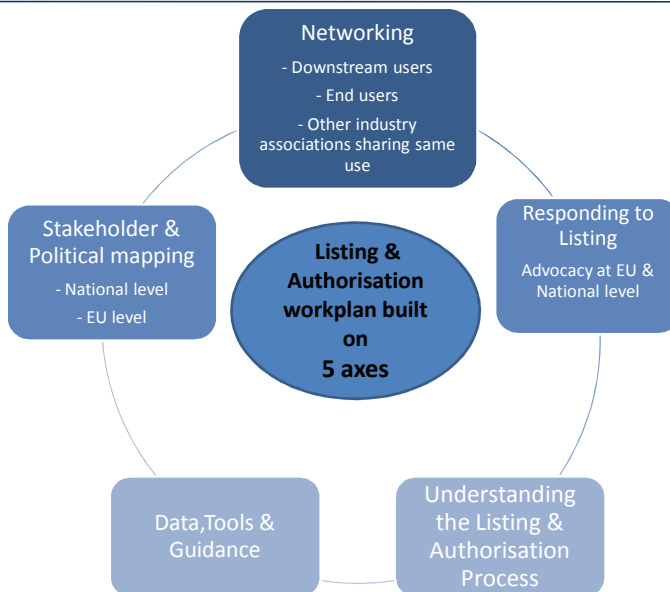 Networking
- Downstream users
- End users
- Other industry
associations sharing same
use
Stakeholder &
Political mapping
- National level
- EU level
Listing &
Authorisation
workplan built
on
5 axes
Responding to
Listing
Advocacy at EU &
National level
Data,Tools &
Guidance
Understanding
the Listing &
Authorisation
Process